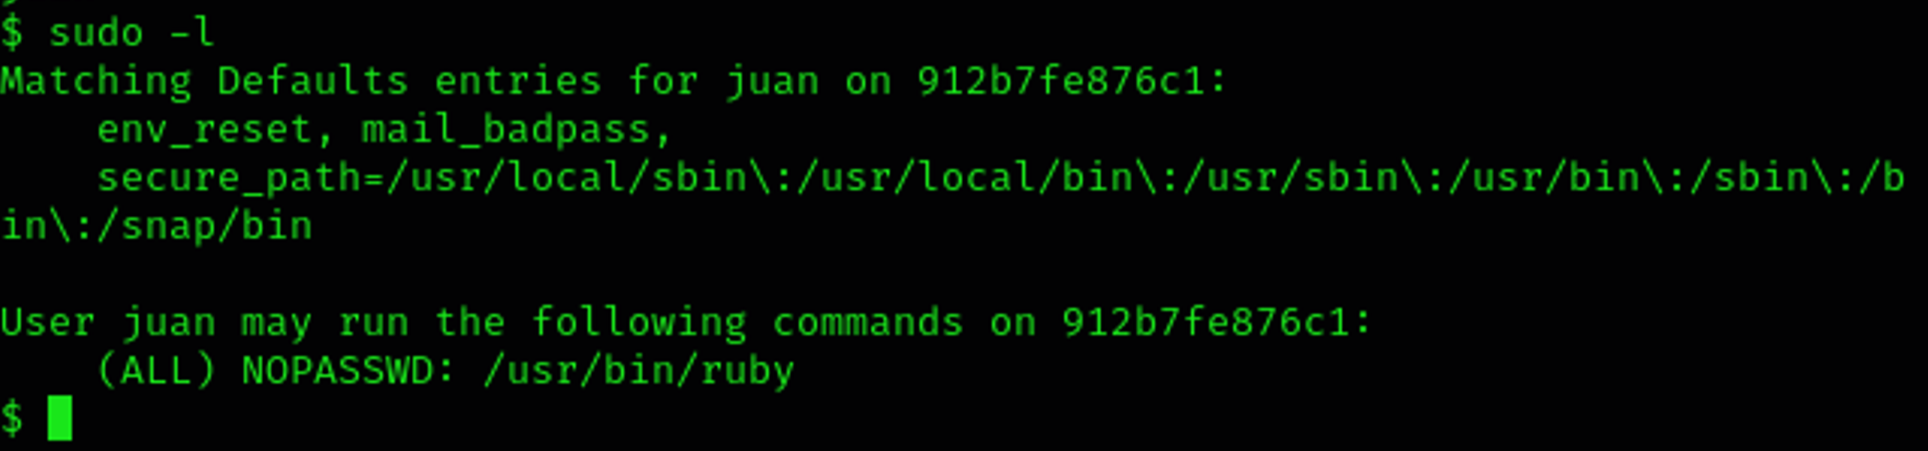 $ sudo -l
Matching Defaults entries for juan on 912b7fe876c1:
    env_reset, mail_badpass,
    secure_path=/usr/local/sbin\:/usr/local/bin\:/usr/sbin\:/usr/bin\:/sbin\:/b
in\:/snap/bin

User juan may run the following commands on 912b7fe876c1:
    (ALL) NOPASSWD: /usr/bin/ruby
$